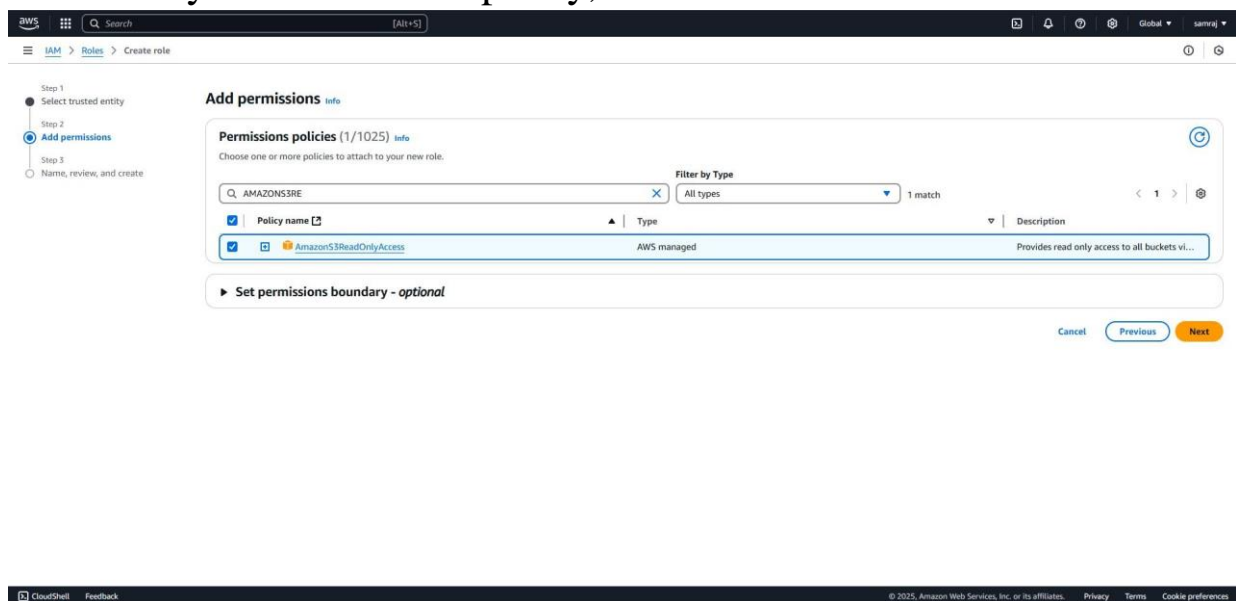 aws
Search [Alt+S]
Global
samraj
IAM > Roles > Create role
Step 1
Select trusted entity
Step 2
Add permissions
Step 3
Name, review, and create
Add permissions Info
Permissions policies (1/1025) Info
Choose one or more policies to attach to your new role.
Filter by Type
AMAZONS3RE
All types
1 match
1
Policy name
Type
Description
AmazonS3ReadOnlyAccess
AWS managed
Provides read only access to all buckets vi...
Set permissions boundary - optional
Cancel
Previous
Next
CloudShell Feedback
© 2025, Amazon Web Services, Inc. or its affiliates. Privacy Terms Cookie preferences